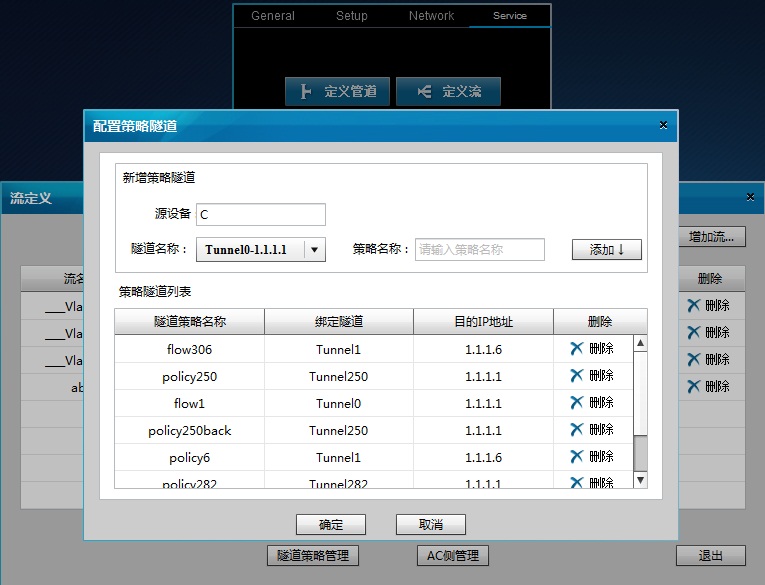 General Setup Network Service
定义管道 定义流
配置策略隧道
流定义
新增策略隧道
源设备 C
隧道名称： Tunnel0-1.1.1.1 策略名称： 请输入策略名称 添加↓
增加流...
策略隧道列表
流名 删除
隧道策略名称 绑定隧道 目的IP地址 删除
___Vla 删除
flow306 Tunnel1 1.1.1.6 删除
___Vla 删除
policy250 Tunnel250 1.1.1.1 删除
___Vla 删除
flow1 Tunnel0 1.1.1.1 删除
ab 删除
policy250back Tunnel250 1.1.1.1 删除
policy6 Tunnel1 1.1.1.6 删除
policy282 Tunnel282 1.1.1.1 删除
确定 取消
隧道策略管理 AC侧管理 退出